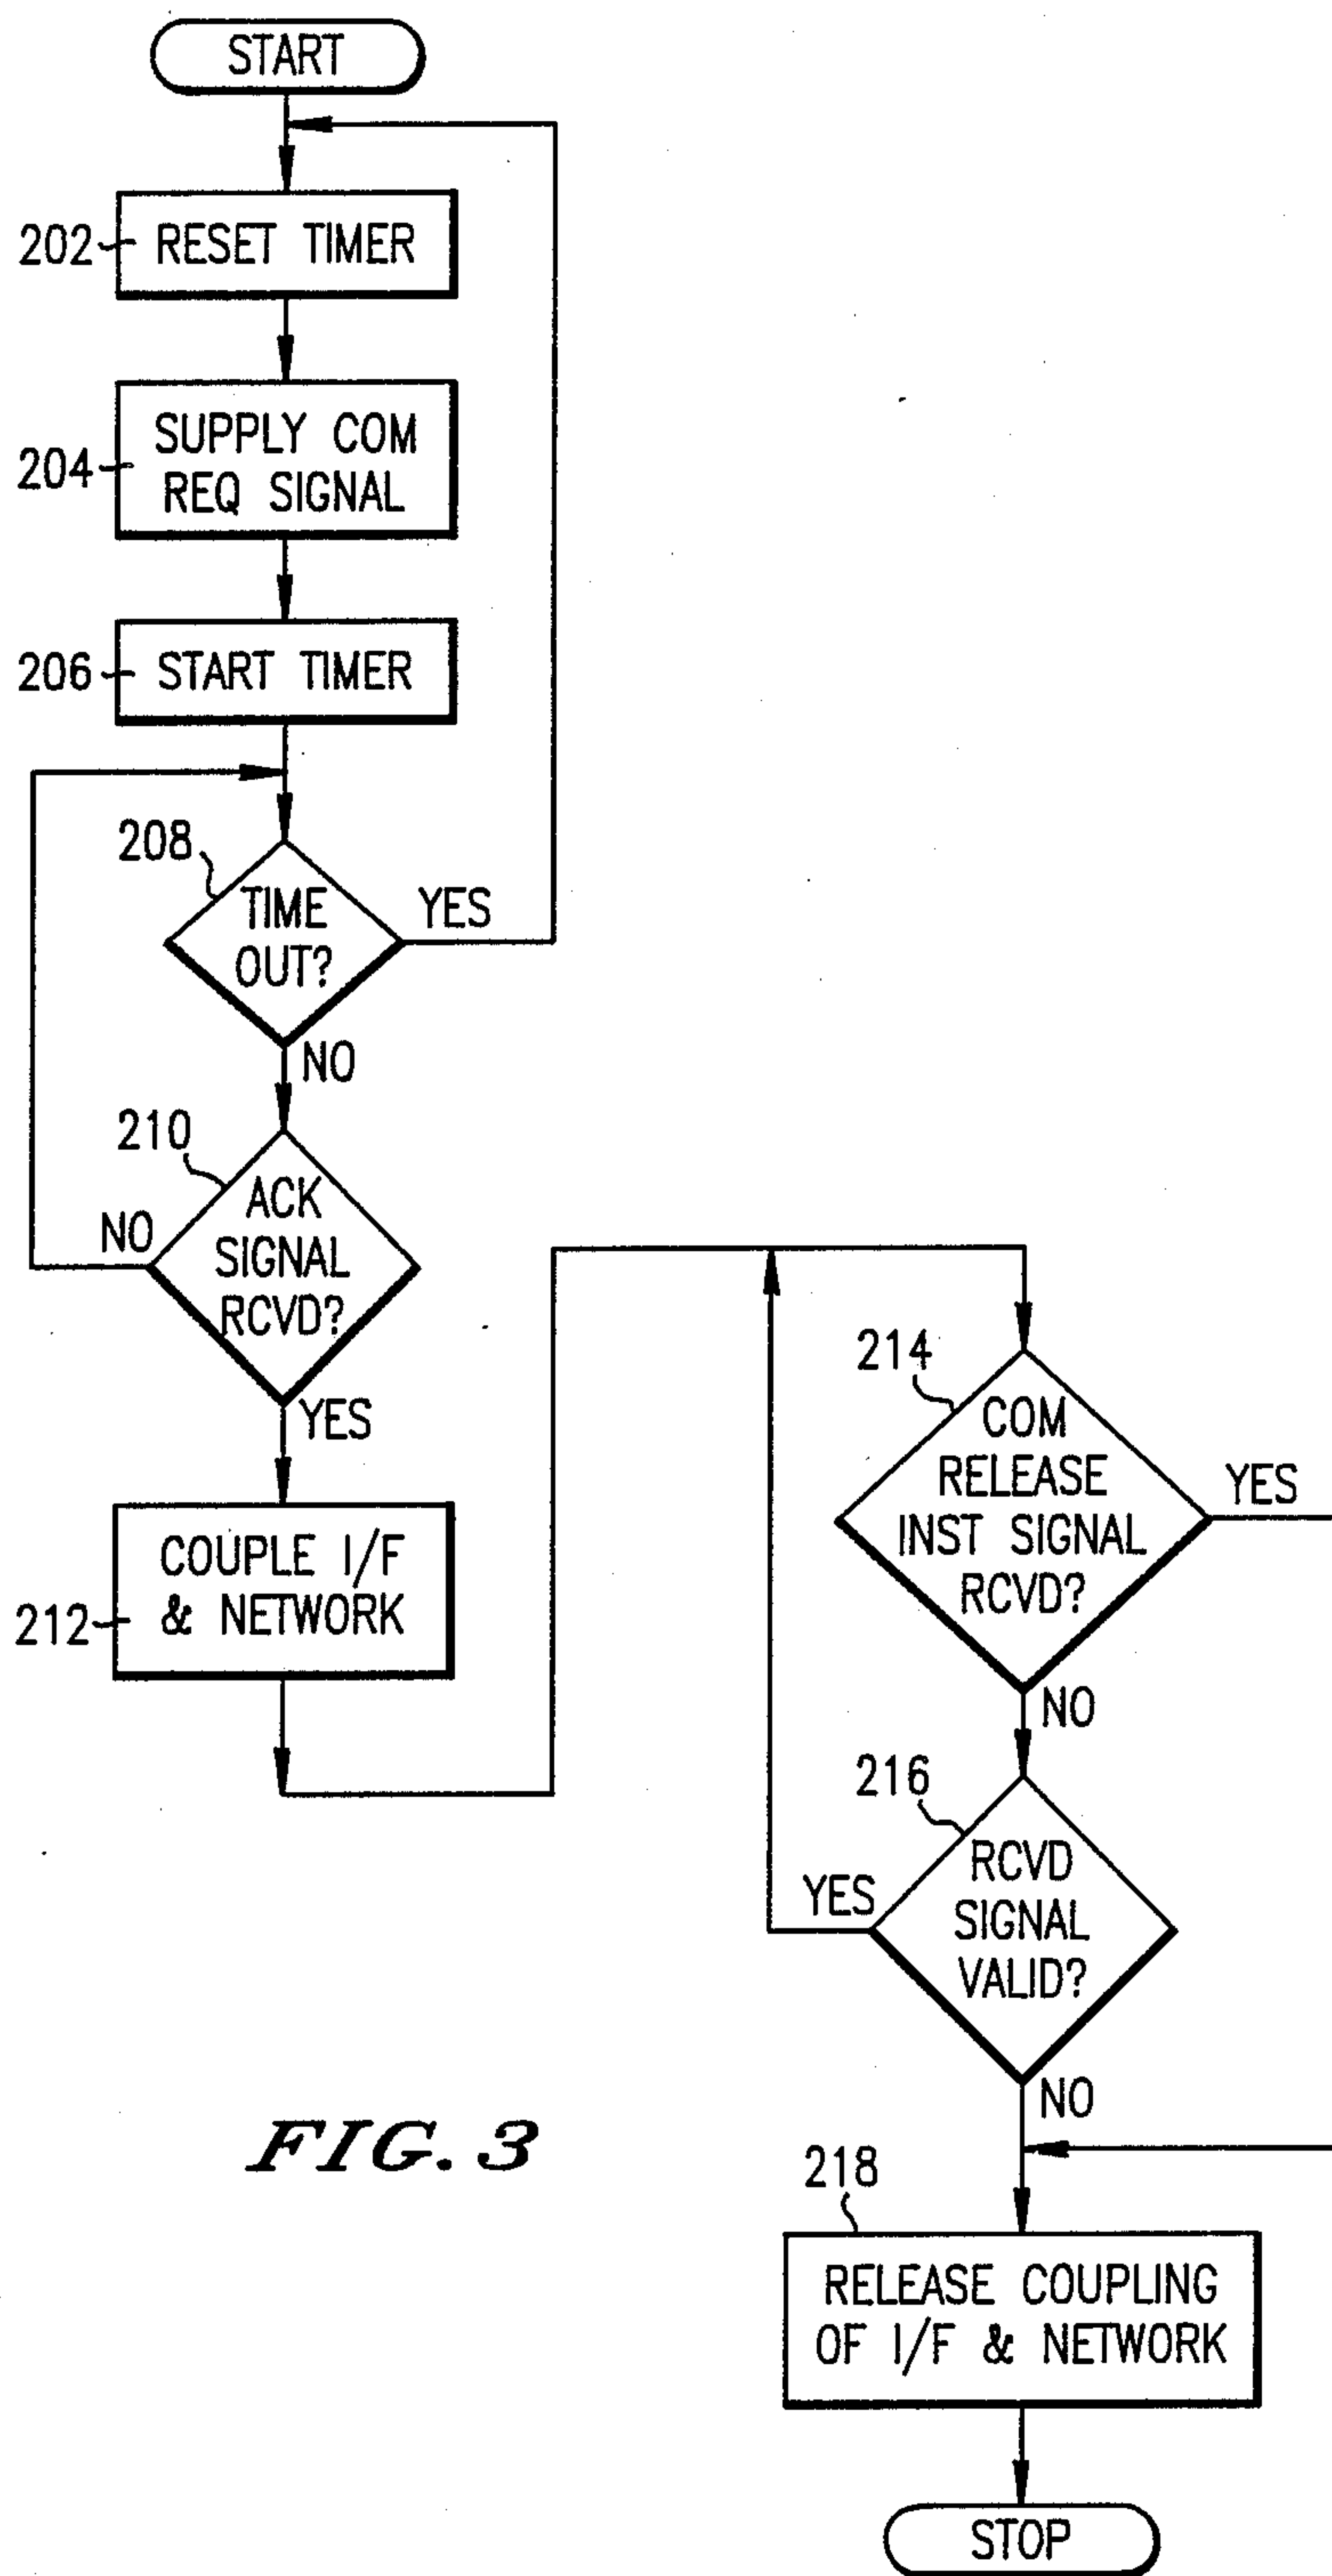 START
202
RESET TIMER
204
SUPPLY COM
REQ SIGNAL
206
START TIMER
208
TIME
OUT?
YES
NO
210
ACK
SIGNAL
RCVD?
NO
YES
212
COUPLE I/F
& NETWORK
214
COM
RELEASE
INST SIGNAL
RCVD?
YES
NO
216
RCVD
SIGNAL
VALID?
YES
NO
218
RELEASE COUPLING
OF I/F & NETWORK
STOP
FIG. 3